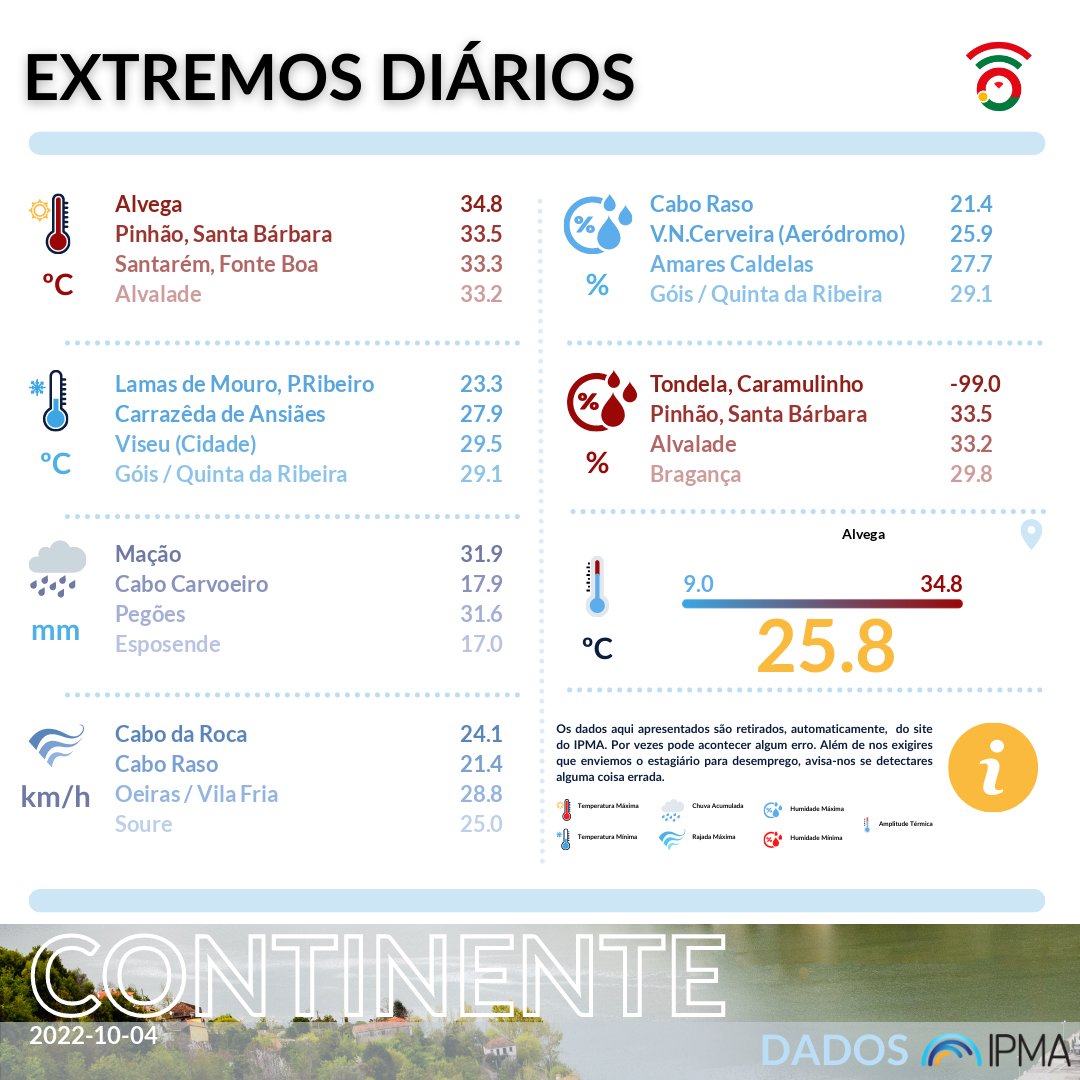 EXTREMOS DIÁRIOS
Alvega 34.8
Pinhão, Santa Bárbara 33.5
Santarém, Fonte Boa 33.3
Alvalade 33.2
ºC
Lamas de Mouro, P.Ribeiro 23.3
Carrazêda de Ansiães 27.9
Viseu (Cidade) 29.5
Góis / Quinta da Ribeira 29.1
ºC
Mação 31.9
Cabo Carvoeiro 17.9
Pegões 31.6
Esposende 17.0
mm
Cabo da Roca 24.1
Cabo Raso 21.4
Oeiras / Vila Fria 28.8
Soure 25.0
km/h
Cabo Raso 21.4
V.N.Cerveira (Aeródromo) 25.9
Amares Caldelas 27.7
Góis / Quinta da Ribeira 29.1
%
%
Tondela, Caramulinho -99.0
Pinhão, Santa Bárbara 33.5
Alvalade 33.2
Bragança 29.8
%
%
Alvega
9.0 34.8
25.8
ºC
Os dados aqui apresentados são retirados, automaticamente, do site
do IPMA. Por vezes pode acontecer algum erro. Além de nos exigires
que enviemos o estagiário para desemprego, avisa-nos se detectares
alguma coisa errada.
i
Temperatura Máxima
Chuva Acumulada
Humidade Máxima
Amplitude Térmica
Temperatura Mínima
Rajada Máxima
Humidade Mínima
CONTINENTE
2022-10-04
DADOS IPMA